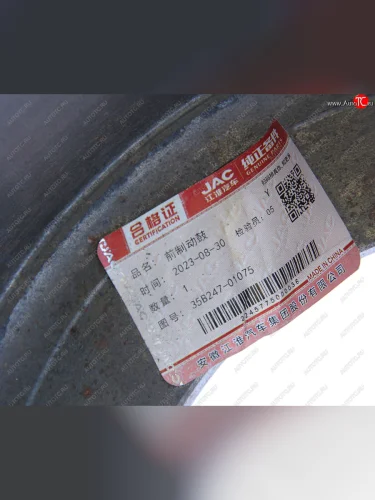 www.AutoTC.ru
合格证
CERTIFICATION
JAC
江淮汽车
纯正部件
品名: 前制动鼓
时间: 2023-08-30
数量: 1
检验员: 05
图号: 35B247-01075
MADE IN CHINA
安徽江淮汽车集团股份有限公司